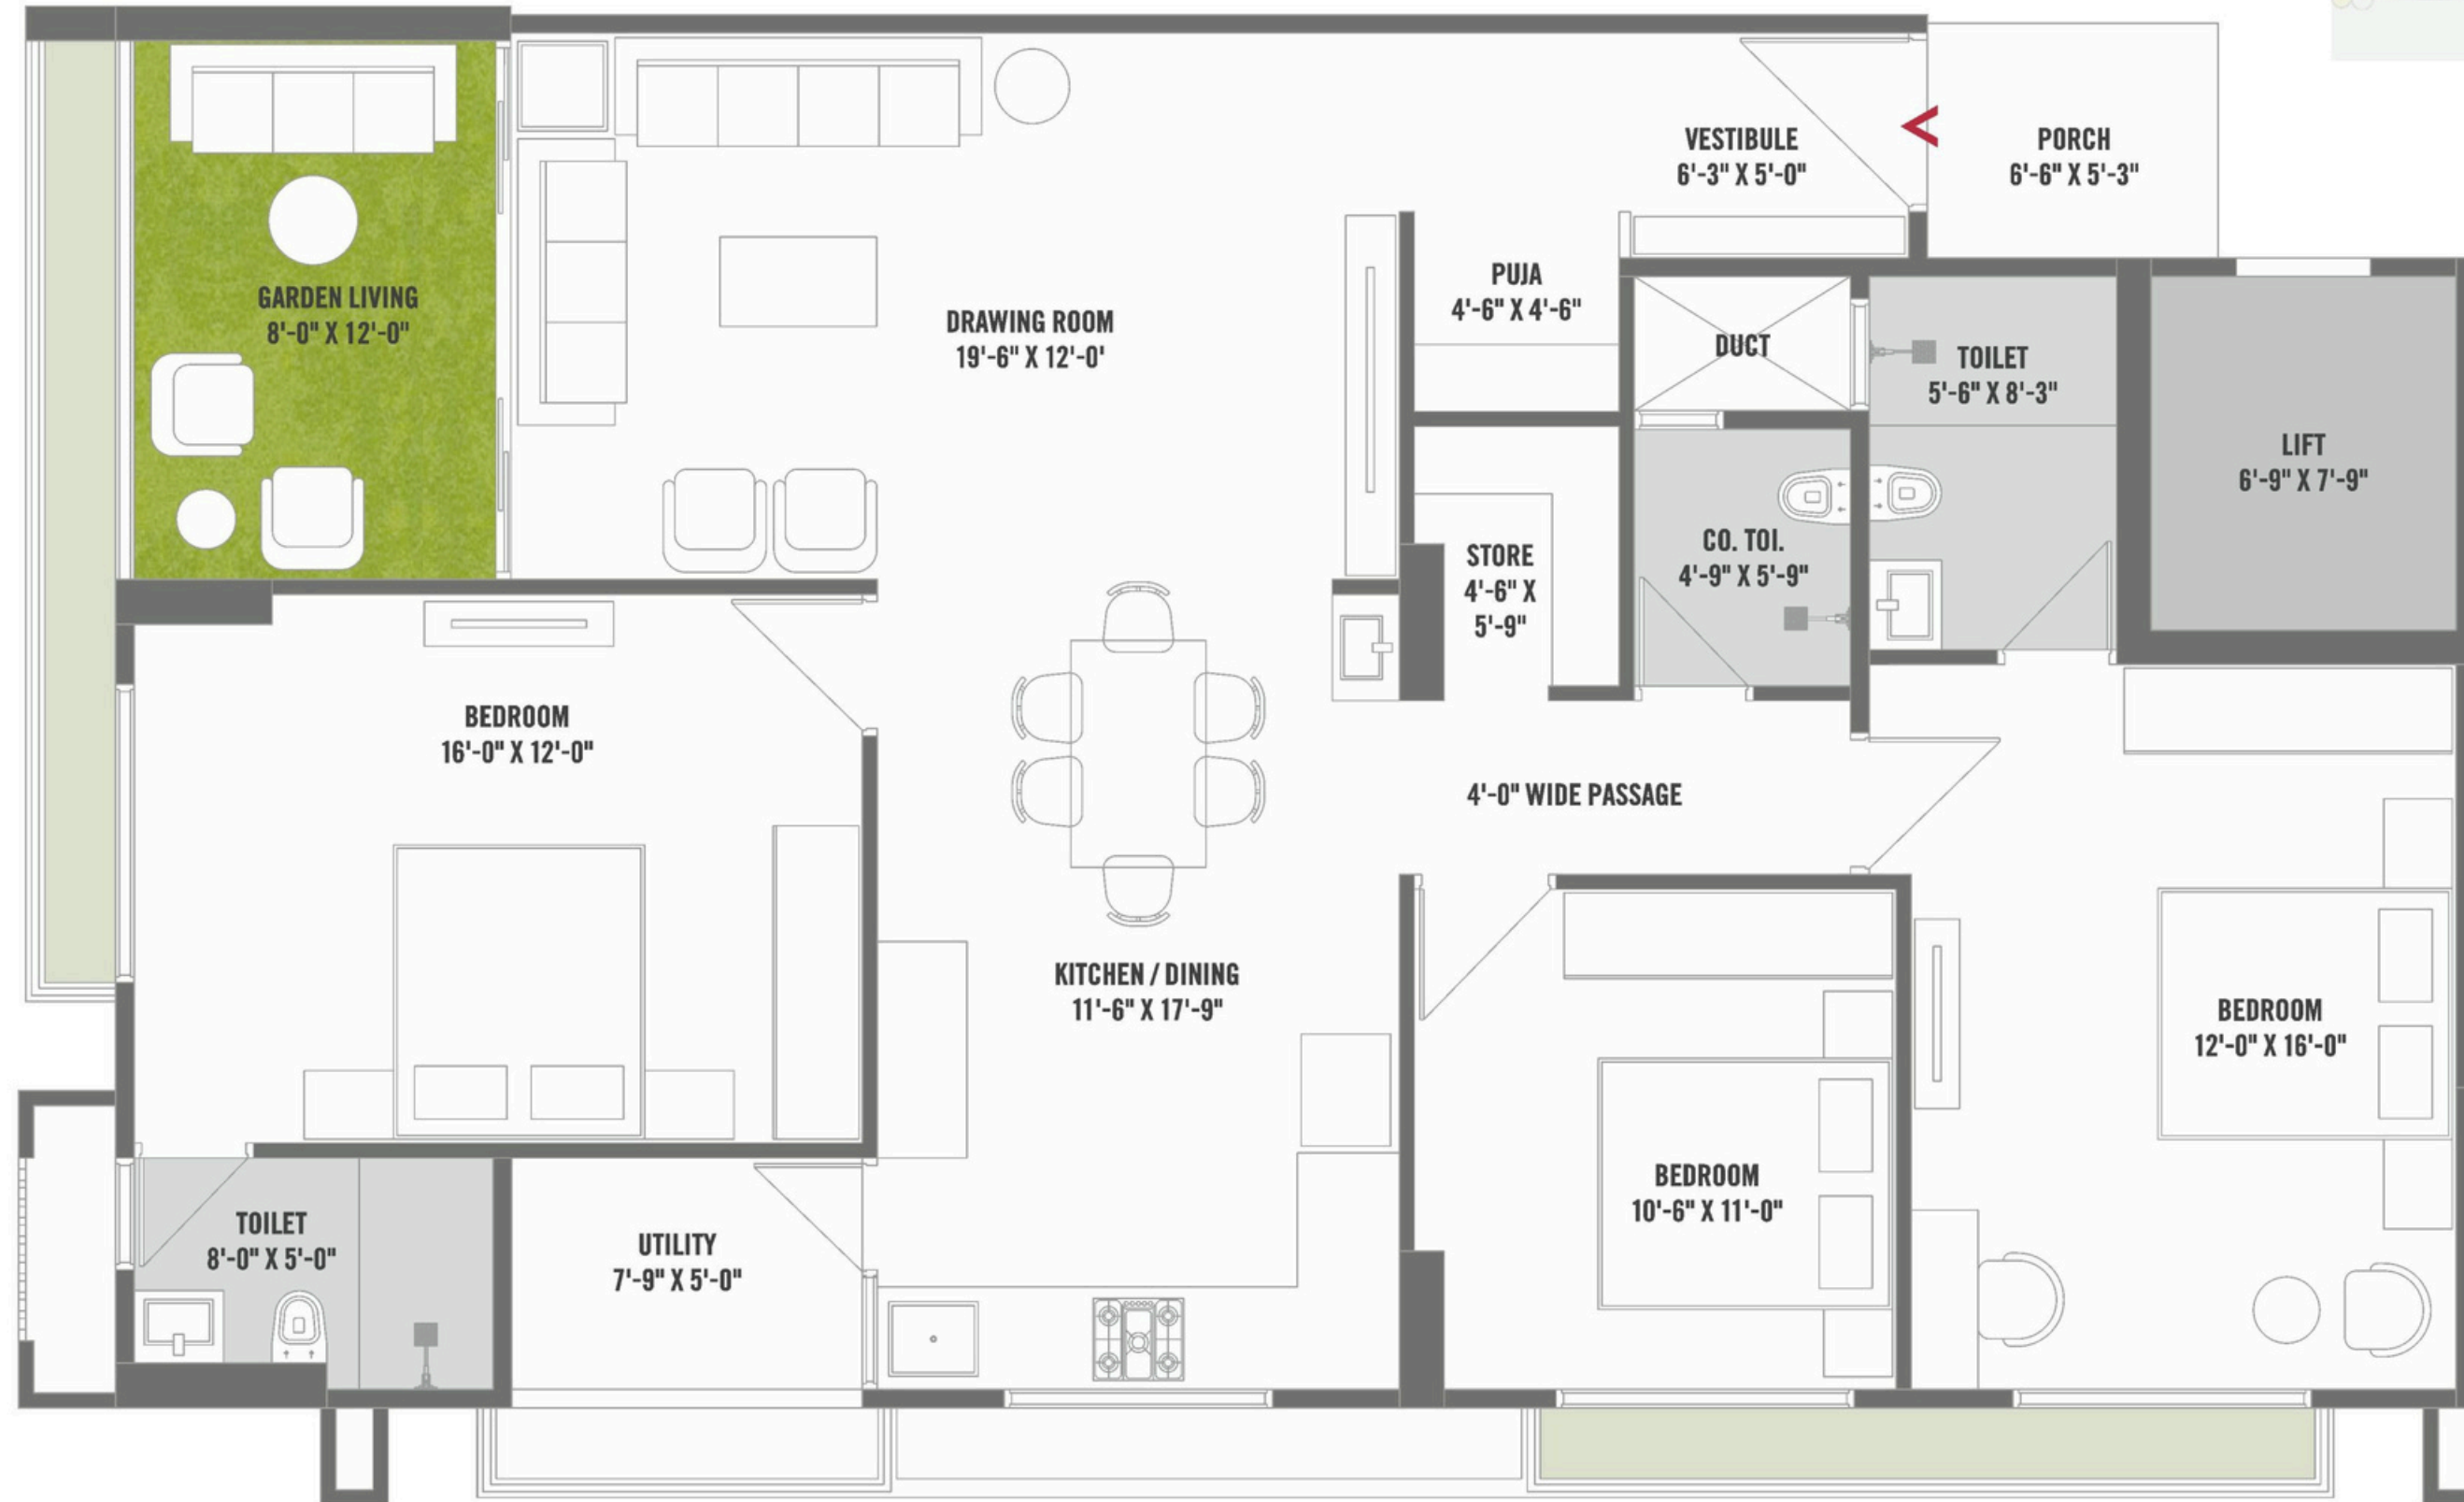 VESTIBULE
6'-3" X 5'-0"
PORCH
6'-6" X 5'-3"
GARDEN LIVING
8'-0" X 12'-0"
DRAWING ROOM
19'-6" X 12'-0'
PUJA
4'-6" X 4'-6"
DUCT
TOILET
5'-6" X 8'-3"
LIFT
6'-9" X 7'-9"
STORE
4'-6" X
5'-9"
CO. TOI.
4'-9" X 5'-9"
BEDROOM
16'-0" X 12'-0"
4'-0" WIDE PASSAGE
KITCHEN / DINING
11'-6" X 17'-9"
BEDROOM
12'-0" X 16'-0"
BEDROOM
10'-6" X 11'-0"
TOILET
8'-0" X 5'-0"
UTILITY
7'-9" X 5'-0"